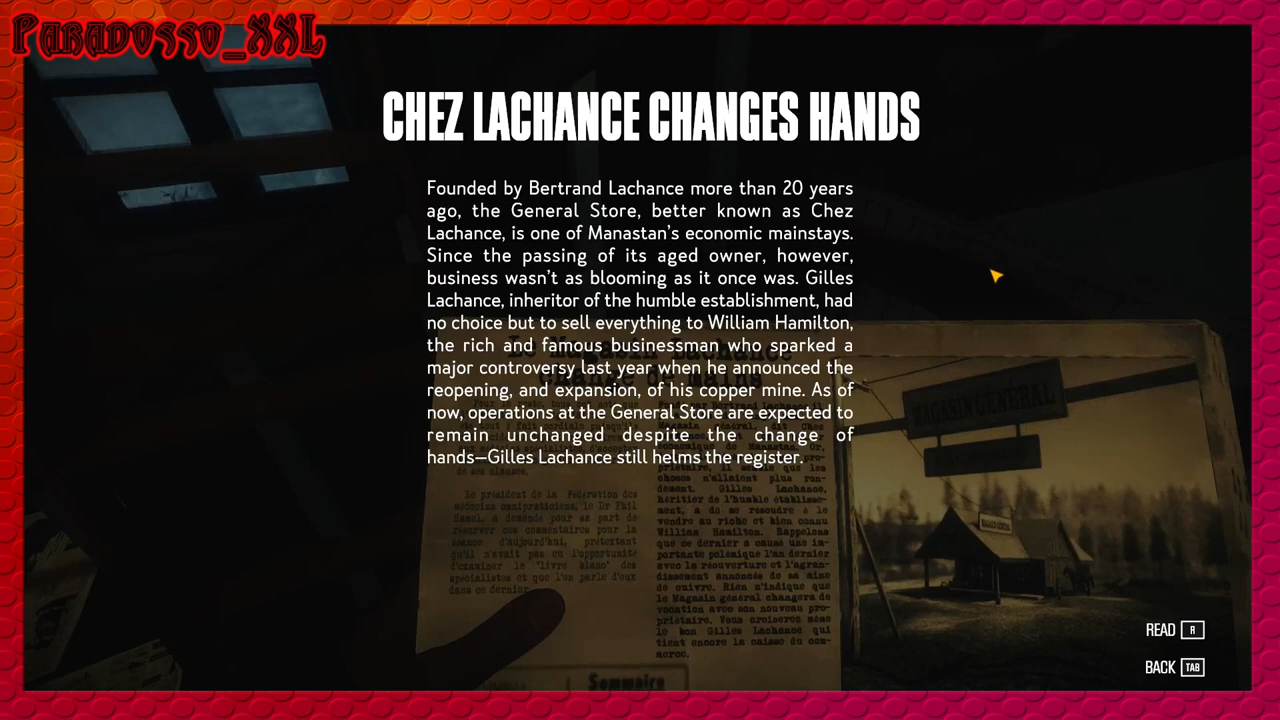 Paradosso_XXL
CHEZ LACHANCE CHANGES HANDS
Founded by Bertrand Lachance more than 20 years
ago, the General Store, better known as Chez
Lachance, is one of Manastan's economic mainstays.
Since the passing of its aged owner, however,
business wasn't as blooming as it once was. Gilles
Lachance, inheritor of the humble establishment, had
no choice but to sell everything to William Hamilton,
the rich and famous businessman who sparked a
major controversy last year when he announced the
reopening, and expansion, of his copper mine. As of
now, operations at the General Store are expected to
remain unchanged despite the change of
hands—Gilles Lachance still helms the register.
Le Magasin Lachance
change de mains
MAGASIN GENERAL
Le président de la Fédération des
médecins omnipraticiens, le Dr Phil
demandé pour sa part de
réserver ses commentaires pour la
séance d'aujourd'hui, prétextant
qu'il n'avait pas eu l'opportunité
d'examiner le "livre blanc" des
spécialistes et que l'on parle d'eux
dans ce dernier.
choses n'allaient plus ron-
dement. Gilles Lachance,
héritier de l'humble établisse-
ment, a dû se résoudre à le
vendre au riche et bien connu
William Hamilton. Rappelons
que ce dernier a causé une im-
portante polémique l'an dernier
avec la réouverture et l'agran-
dissement annoncés de sa mine
de cuivre. Rien n'indique que
le Magasin général changera de
vocation avec son nouveau pro-
priétaire. Vous croiserez même
le bon Gilles Lachance qui
tient encore la caisse du com-
merce.
Sommaire
READ R
BACK TAB